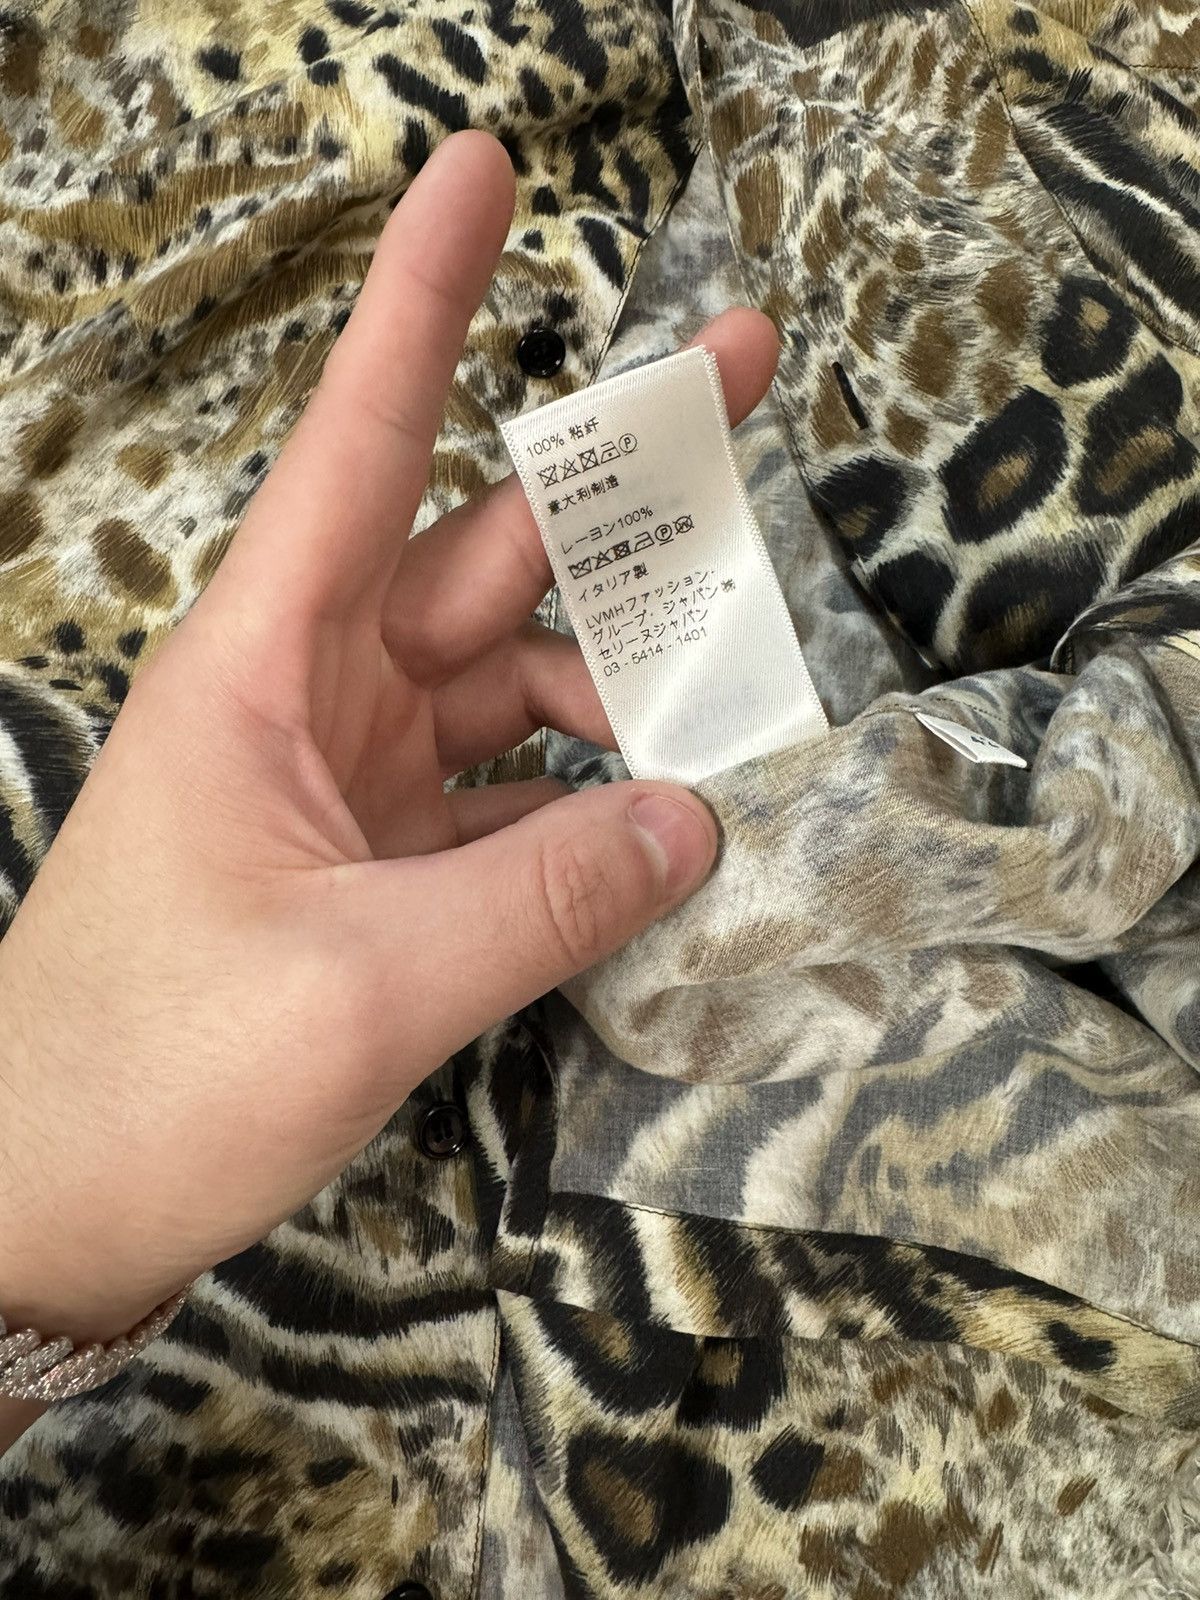 100% 粘纤
P
意大利制造
レーヨン100%
P W
イタリア製
LVMHファッション・
グループ・ジャパン㈱
セリーヌジャパン
03 - 5414 - 1401